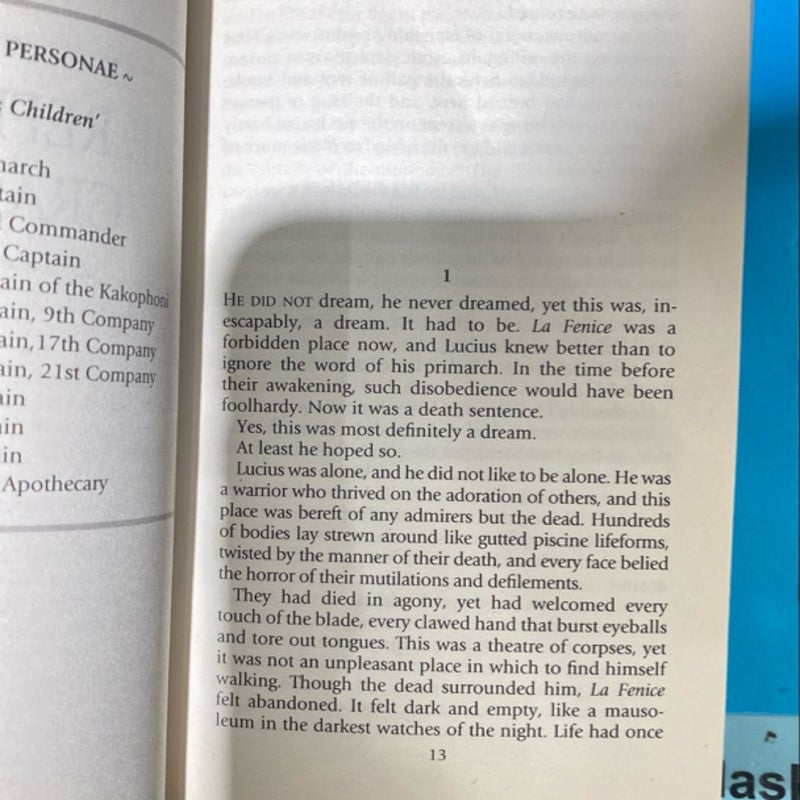 PERSONAE ~
Children'
Commander
Captain
ain of the Kakophoni
ain, 9th Company
ain, 17th Company
ain, 21st Company
ain
ain
Apothecary
1
HE DID NOT dream, he never dreamed, yet this was, in-
escapably, a dream. It had to be. La Fenice was a
forbidden place now, and Lucius knew better than to
ignore the word of his primarch. In the time before
their awakening, such disobedience would have been
foolhardy. Now it was a death sentence.
Yes, this was most definitely a dream.
At least he hoped so.
Lucius was alone, and he did not like to be alone. He was
a warrior who thrived on the adoration of others, and this
place was bereft of any admirers but the dead. Hundreds
of bodies lay strewn around like gutted piscine lifeforms,
twisted by the manner of their death, and every face belied
the horror of their mutilations and defilements.
They had died in agony, yet had welcomed every
touch of the blade, every clawed hand that burst eyeballs
and tore out tongues. This was a theatre of corpses, yet
it was not an unpleasant place in which to find himself
walking. Though the dead surrounded him, La Fenice
felt abandoned. It felt dark and empty, like a mauso-
leum in the darkest watches of the night. Life had once
13